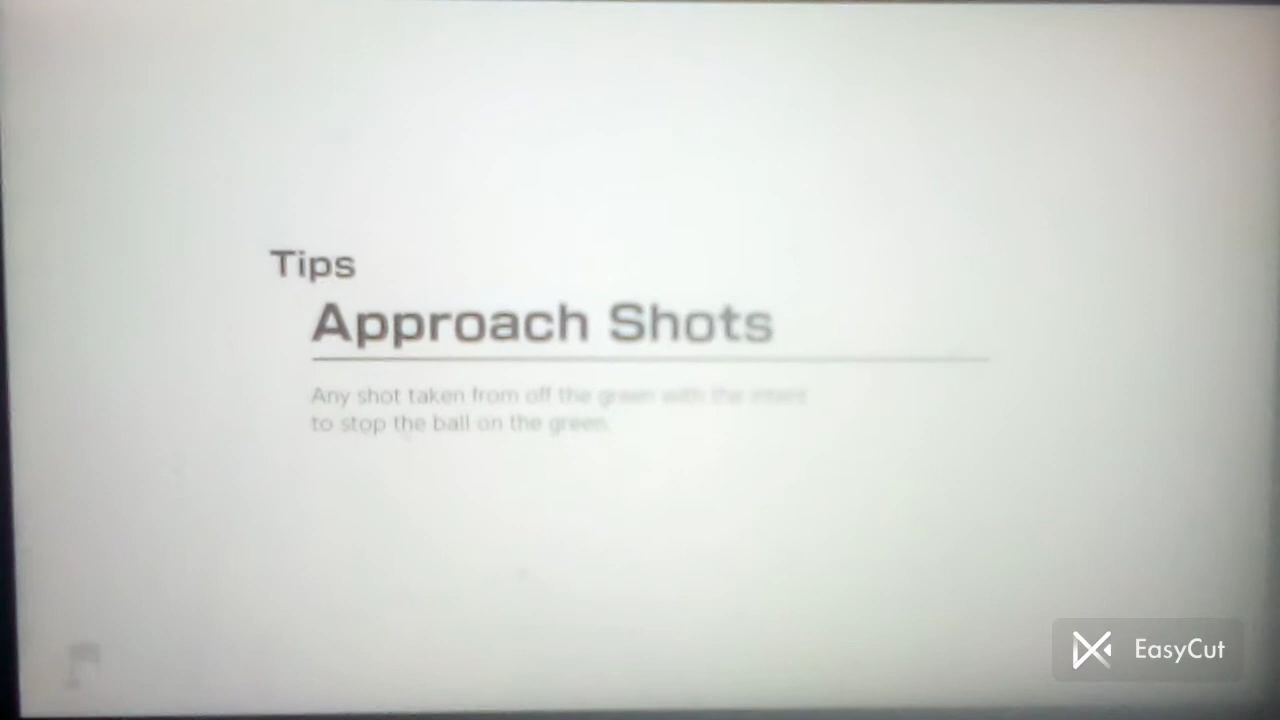 Tips
Approach Shots
Any shot taken from off the green with the intent
to stop the ball on the green.
EasyCut